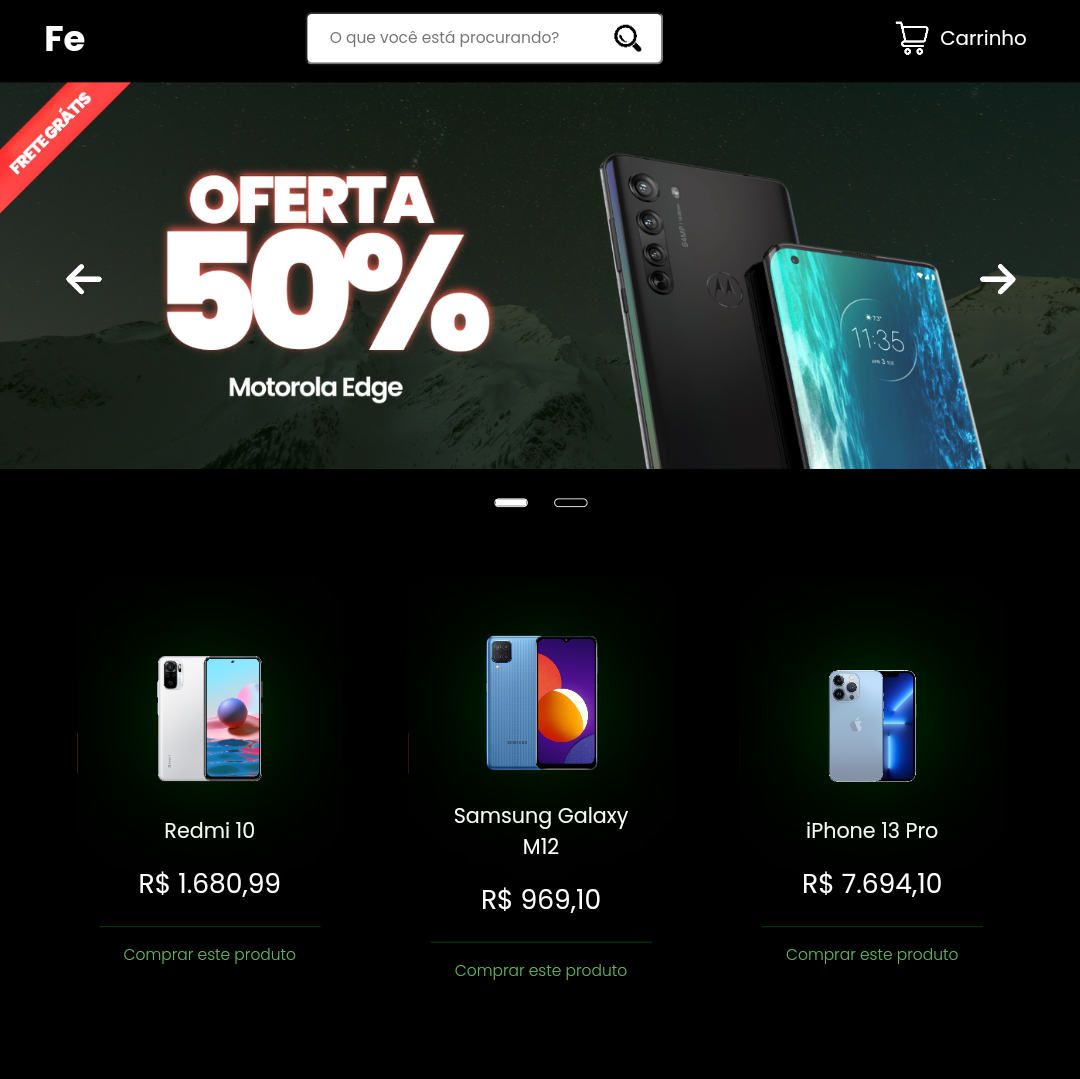 Fe
O que você está procurando?
Carrinho
FRETE GRÁTIS
OFERTA
50%
Motorola Edge
73°
11:35
SAMSUNG
Redmi 10
R$ 1.680,99
Comprar este produto
Samsung Galaxy
M12
R$ 969,10
Comprar este produto
iPhone 13 Pro
R$ 7.694,10
Comprar este produto